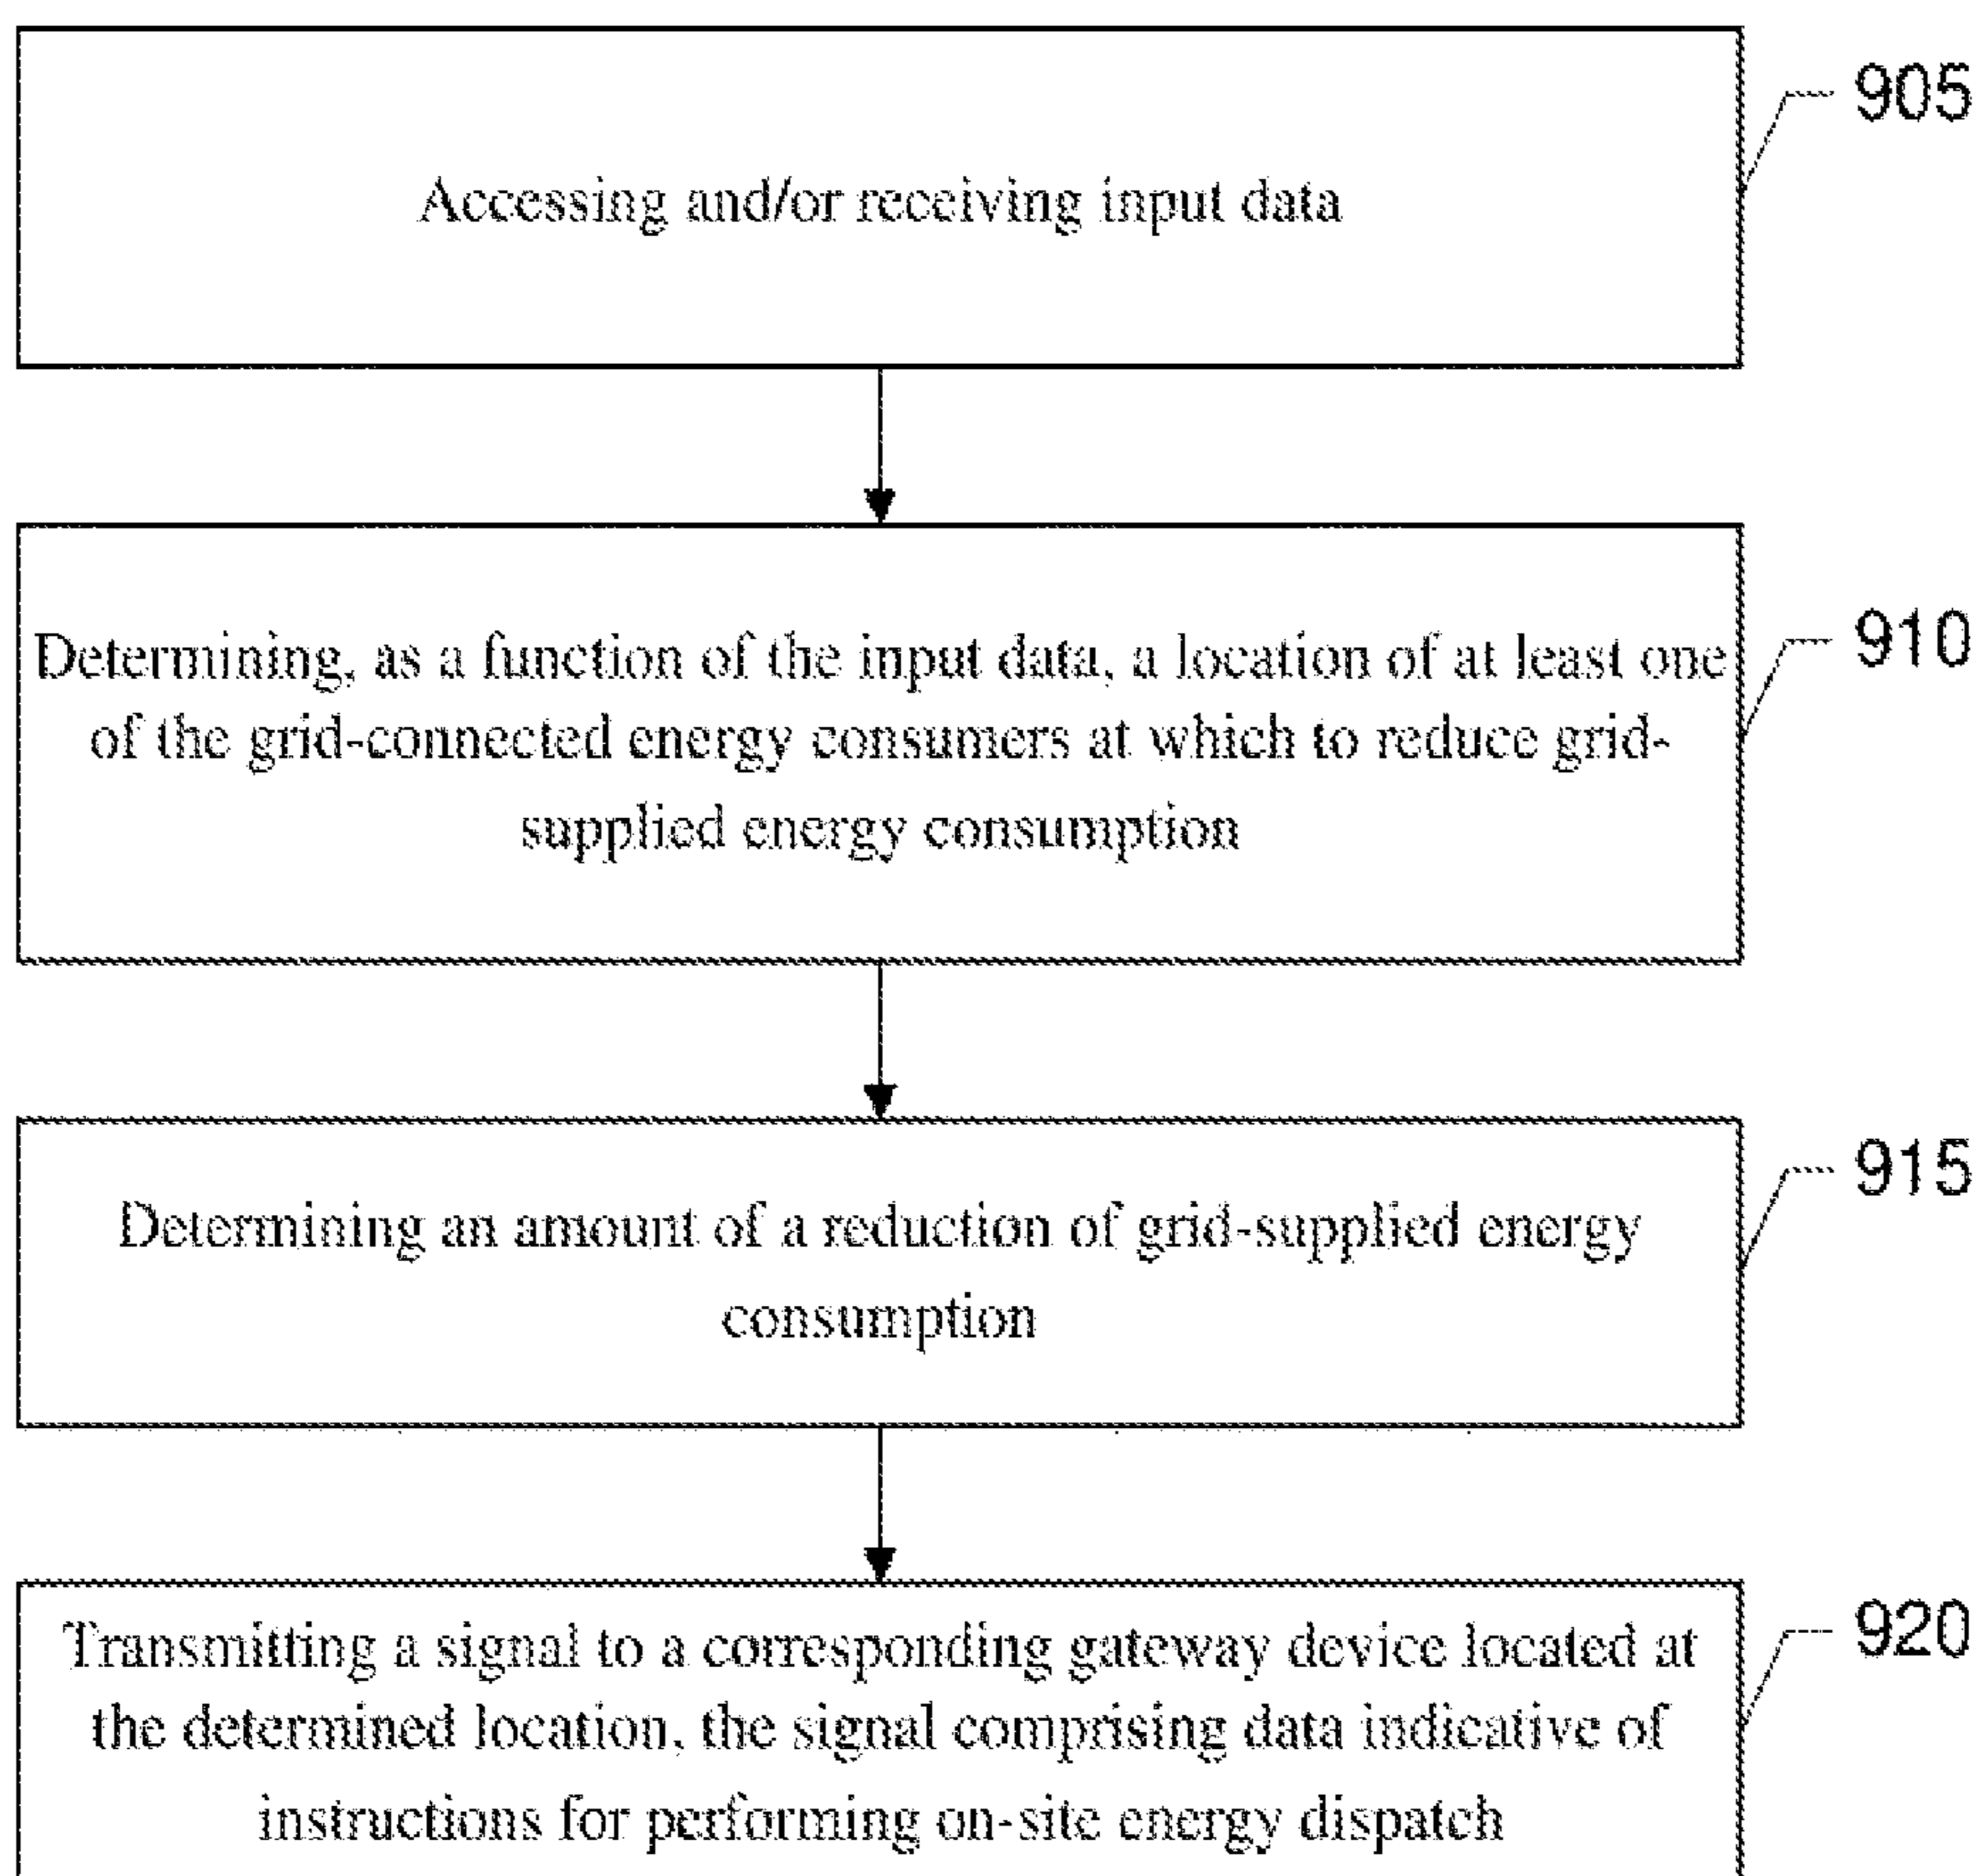 905
Accessing and/or receiving input data
Determining, as a function of the input data, a location of at least one
910
of the grid-connected energy consumers at which to reduce grid-
supplied energy consumption
915
Determining an amount of a reduction of grid-supplied energy
consumption
920
Transmitting a signal to a corresponding gateway device located at
the determined location, the signal comprising data indicative of
instructions for performing on-site energy dispatch